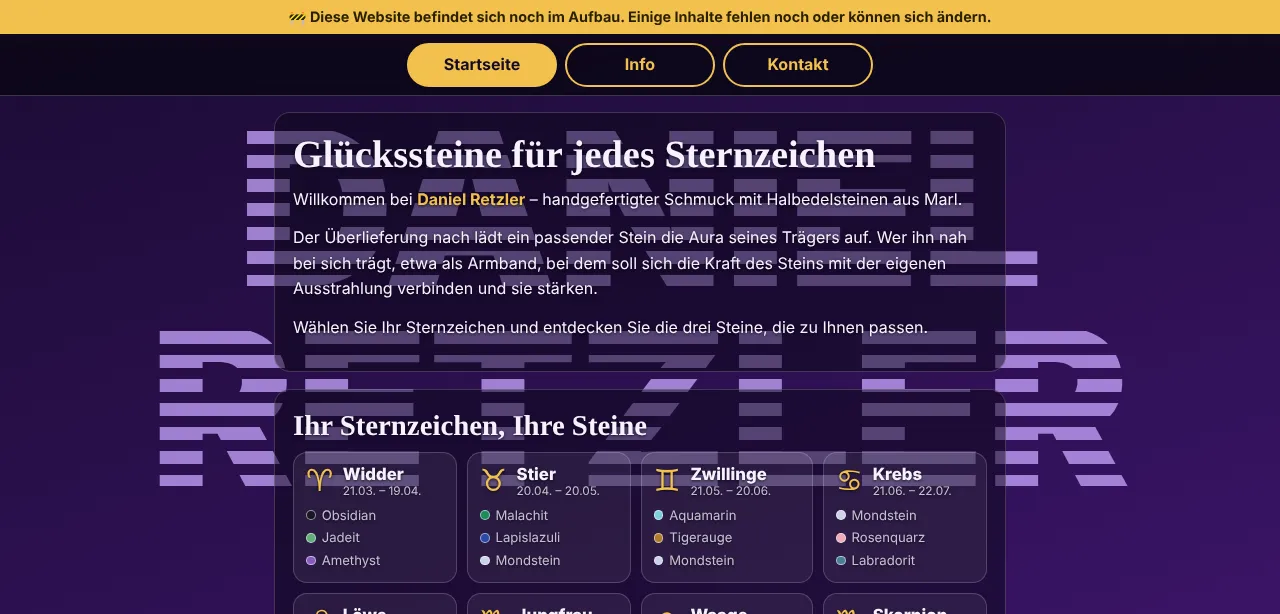 🚧 Diese Website befindet sich noch im Aufbau. Einige Inhalte fehlen noch oder können sich ändern.
Startseite Info Kontakt
DANIEL
RETZLER
Glückssteine für jedes Sternzeichen
Willkommen bei Daniel Retzler – handgefertigter Schmuck mit Halbedelsteinen aus Marl.
Der Überlieferung nach lädt ein passender Stein die Aura seines Trägers auf. Wer ihn nah
bei sich trägt, etwa als Armband, bei dem soll sich die Kraft des Steins mit der eigenen
Ausstrahlung verbinden und sie stärken.
Wählen Sie Ihr Sternzeichen und entdecken Sie die drei Steine, die zu Ihnen passen.
Ihr Sternzeichen, Ihre Steine
♈ Widder
21.03. – 19.04.
Obsidian
Jadeit
Amethyst
♉ Stier
20.04. – 20.05.
Malachit
Lapislazuli
Mondstein
♊ Zwillinge
21.05. – 20.06.
Aquamarin
Tigerauge
Mondstein
♋ Krebs
21.06. – 22.07.
Mondstein
Rosenquarz
Labradorit
Löwe
Jungfrau
Waage
Skorpion